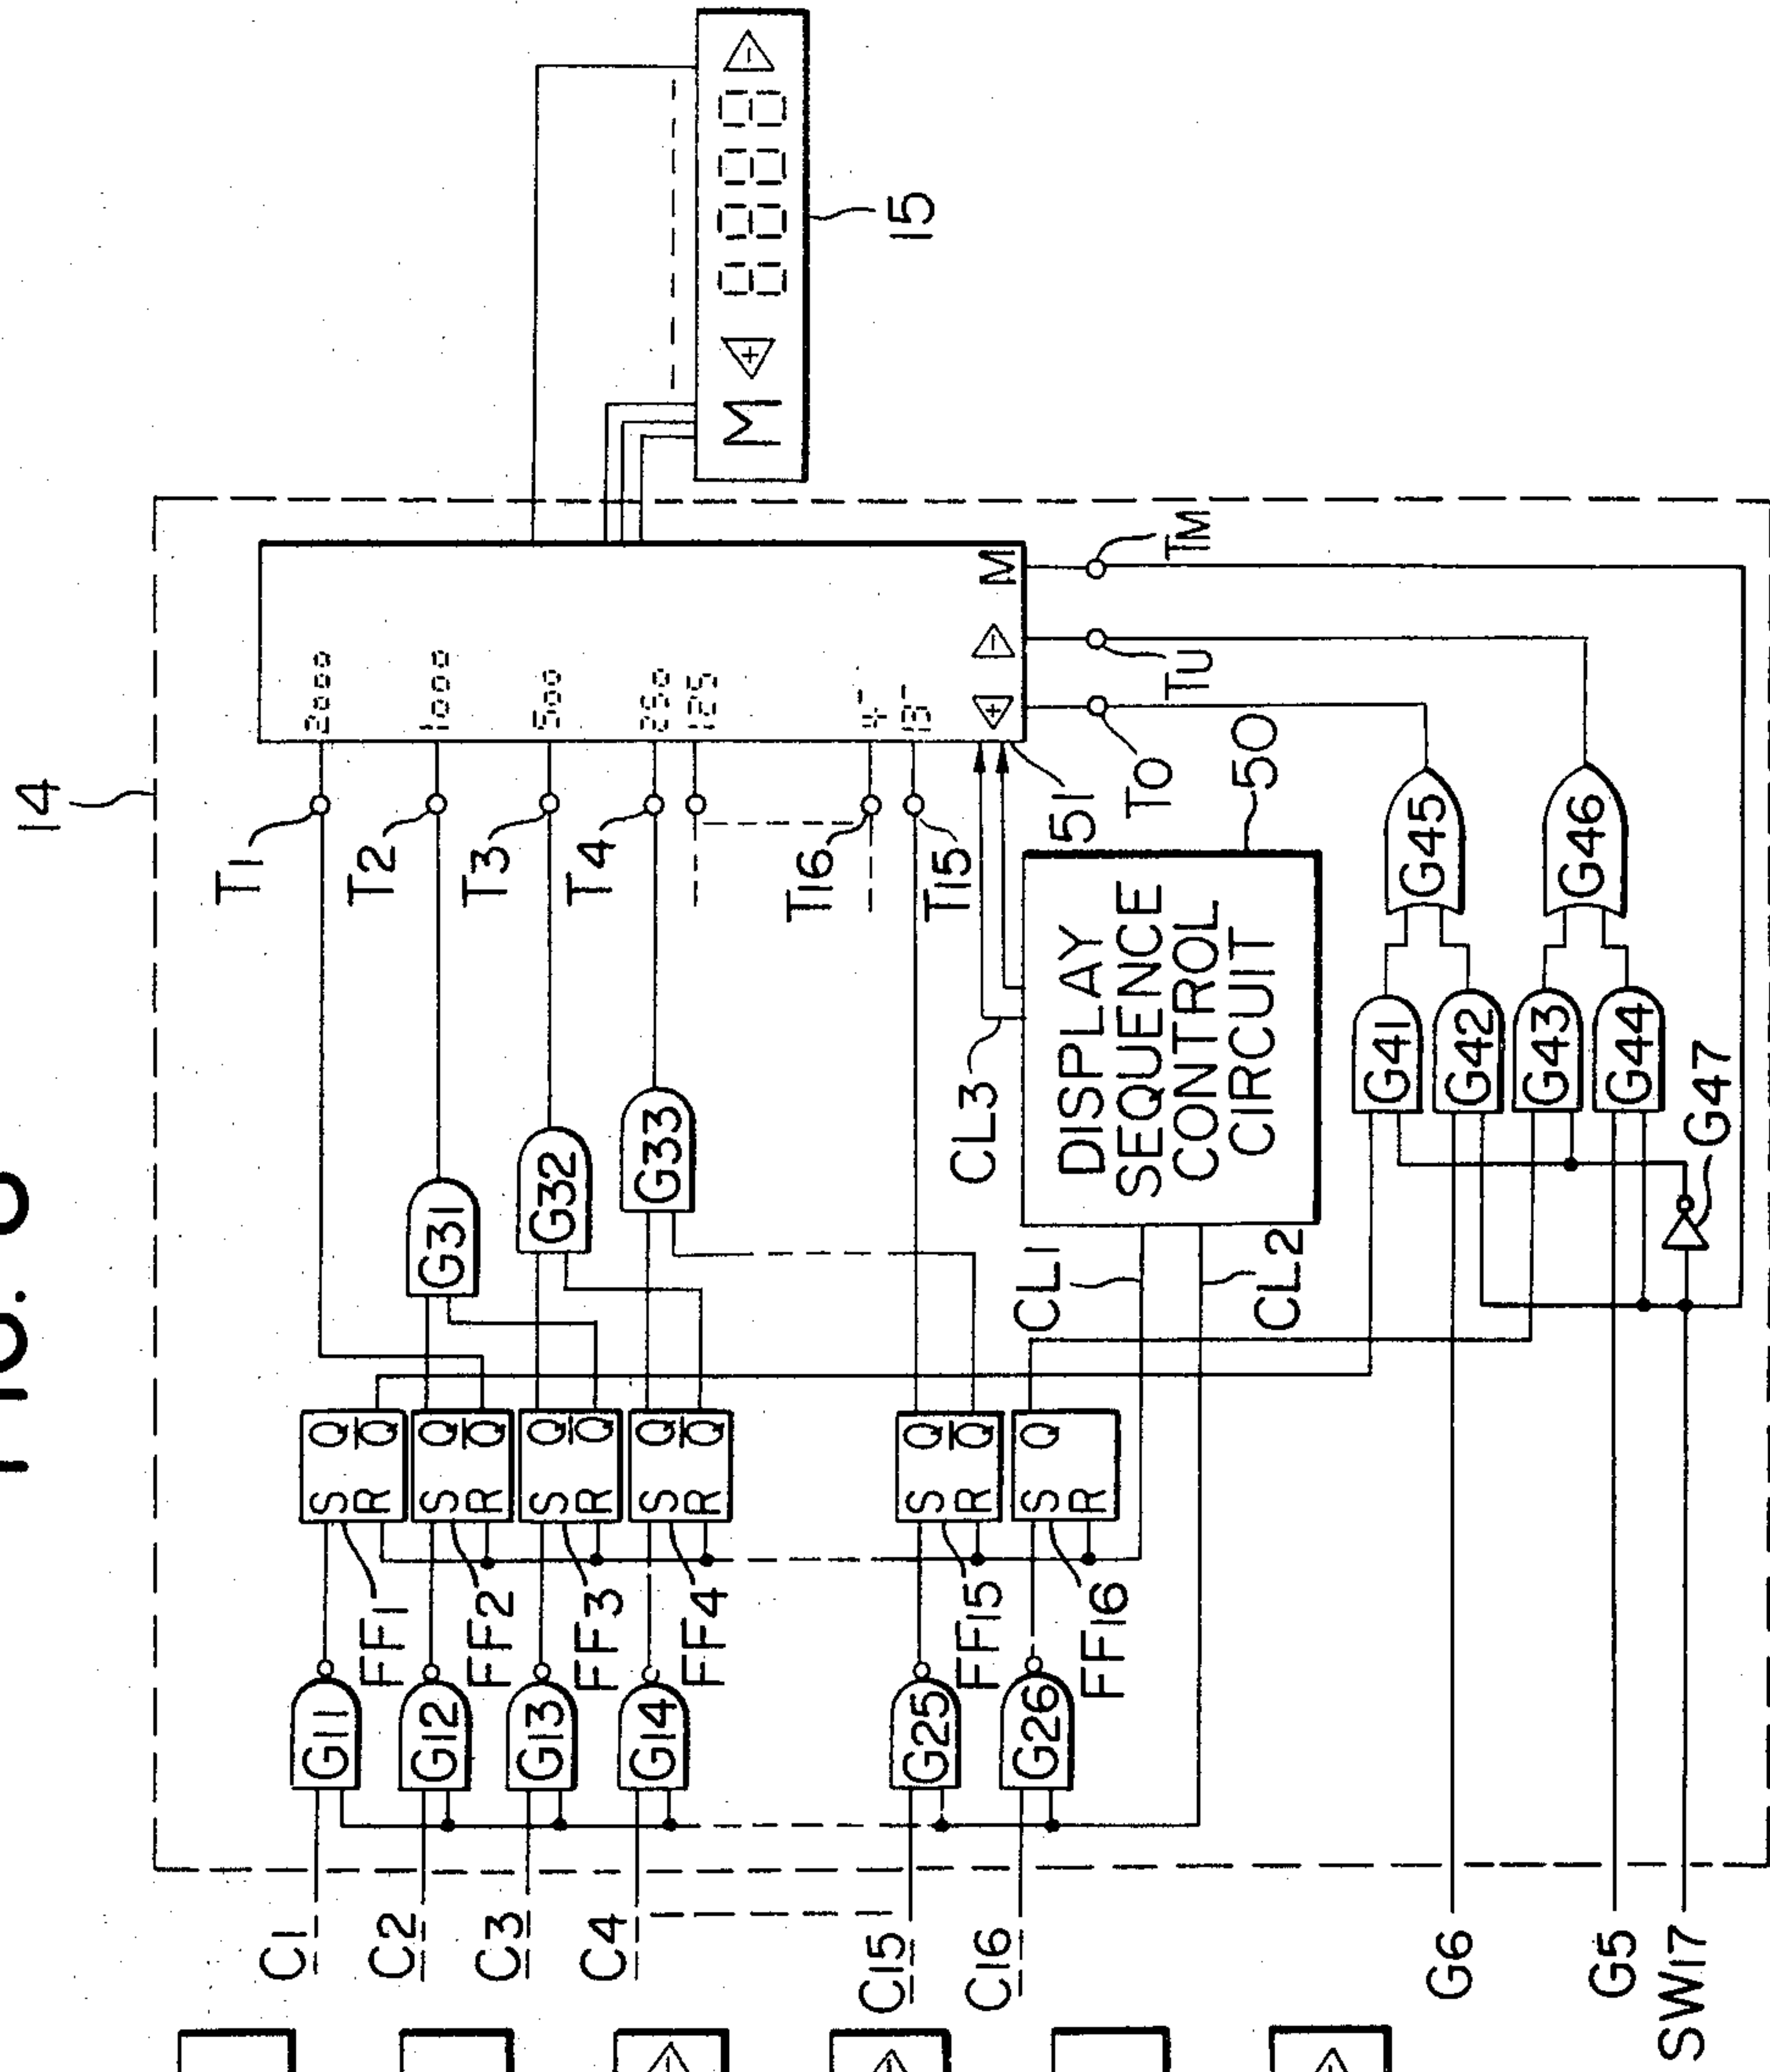 14
C1
C2
C3
C4
C15
C16
G6
G5
SW17
G11
G12
G13
G14
G25
G26
FF1
FF2
FF3
FF4
FF15
FF16
S Q
R Q̅
S Q
R Q̅
S Q
R Q̅
S Q
R Q̅
S Q
R Q̅
S Q
R
G31
G32
G33
CL1
CL2
CL3
DISPLAY
SEQUENCE
CONTROL
CIRCUIT
50
51
T1
T2
T3
T4
T16
T15
2000
1000
500
250
125
4-
15-
+
-
M
TO
TU
TM
G41
G42
G43
G44
G45
G46
G47
M + 8888 -
15